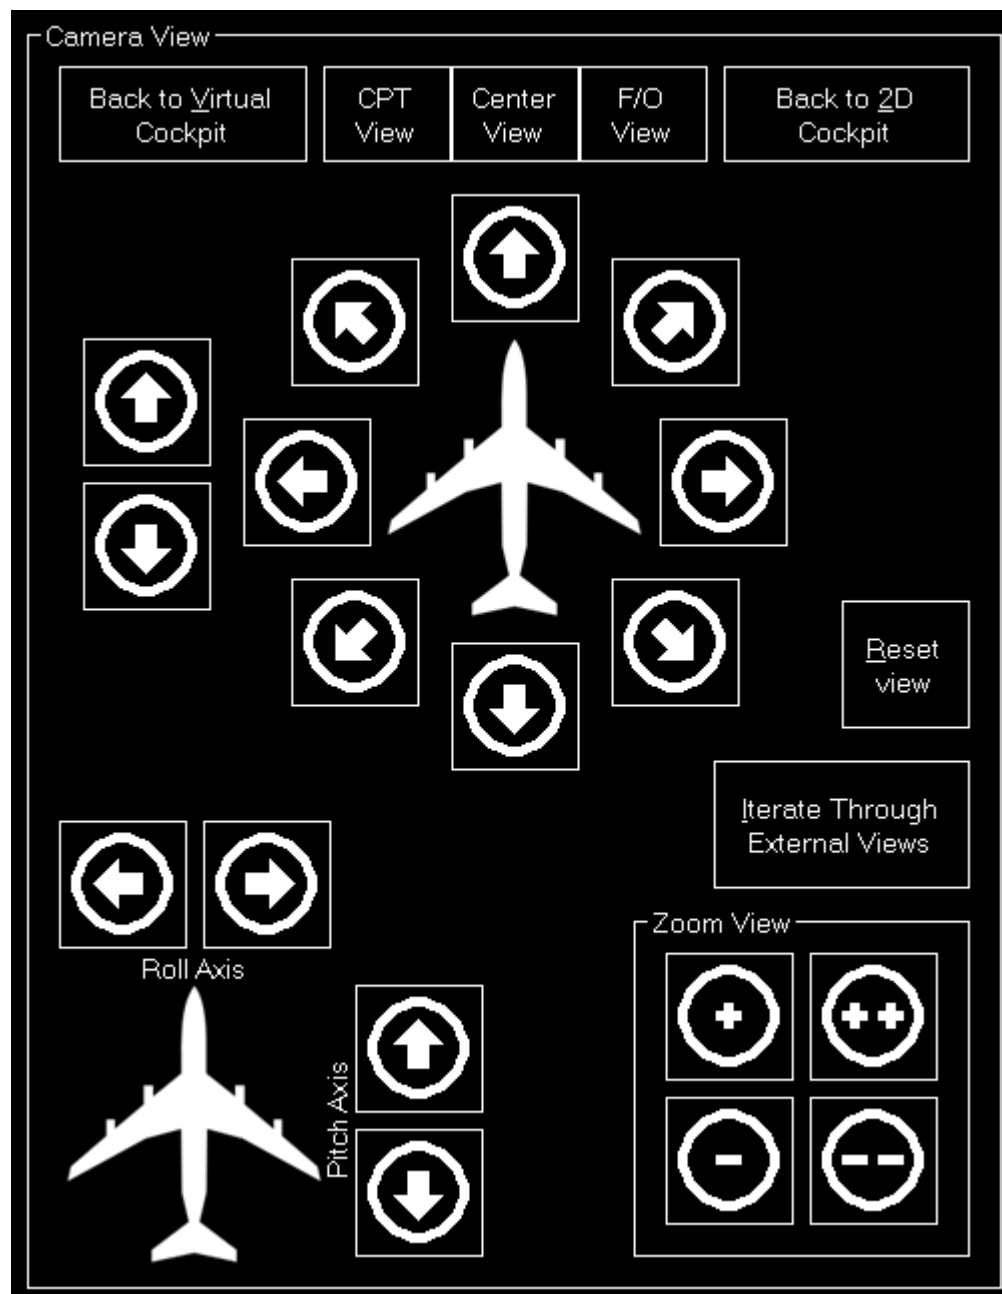 Camera View
Back to Virtual
Cockpit
CPT
View
Center
View
F/O
View
Back to 2D
Cockpit
Reset
view
Iterate Through
External Views
Roll Axis
Pitch Axis
Zoom View
+
++
-
--